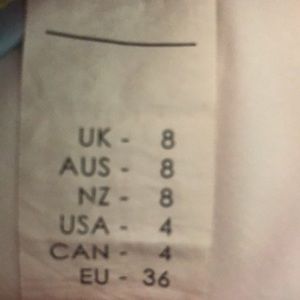 UK - 8
AUS - 8
NZ - 8
USA - 4
CAN - 4
EU - 36